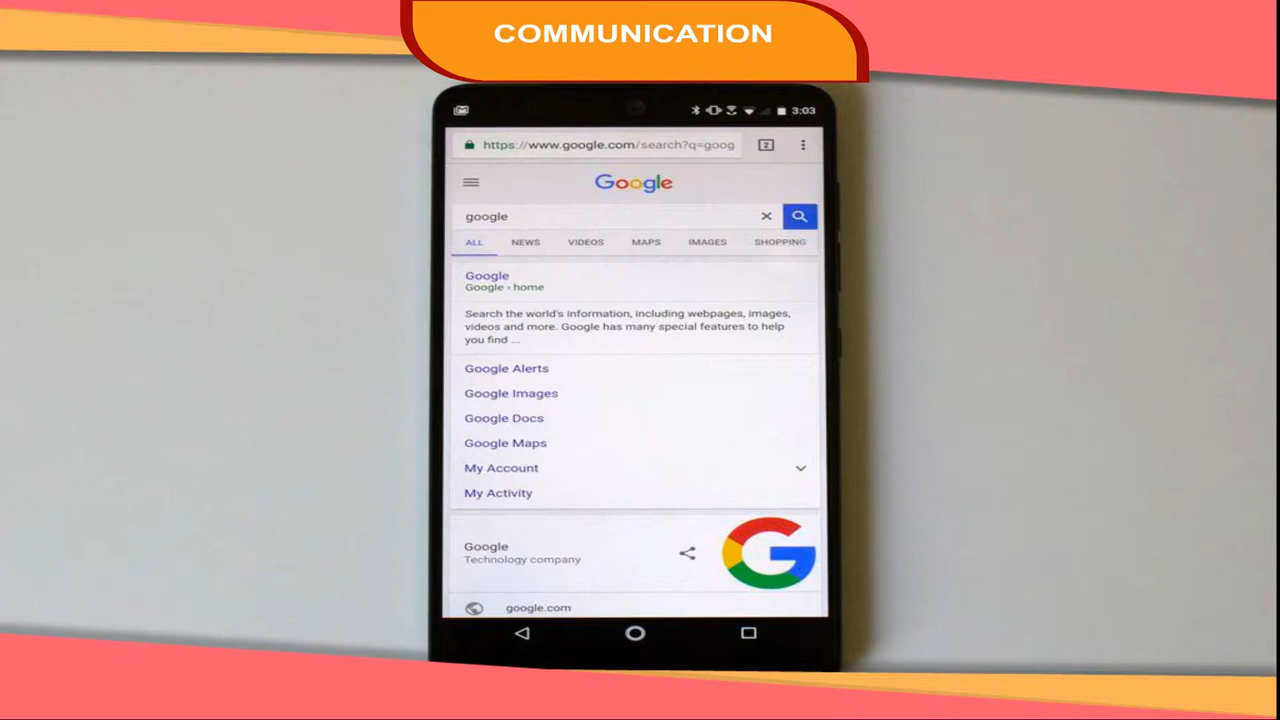 COMMUNICATION
3:03
https://www.google.com/search?q=goog
2
Google
google
ALL NEWS VIDEOS MAPS IMAGES SHOPPING
Google
Google › home
Search the world's information, including webpages, images,
videos and more. Google has many special features to help
you find ...
Google Alerts
Google Images
Google Docs
Google Maps
My Account
My Activity
Google
Technology company
G
google.com